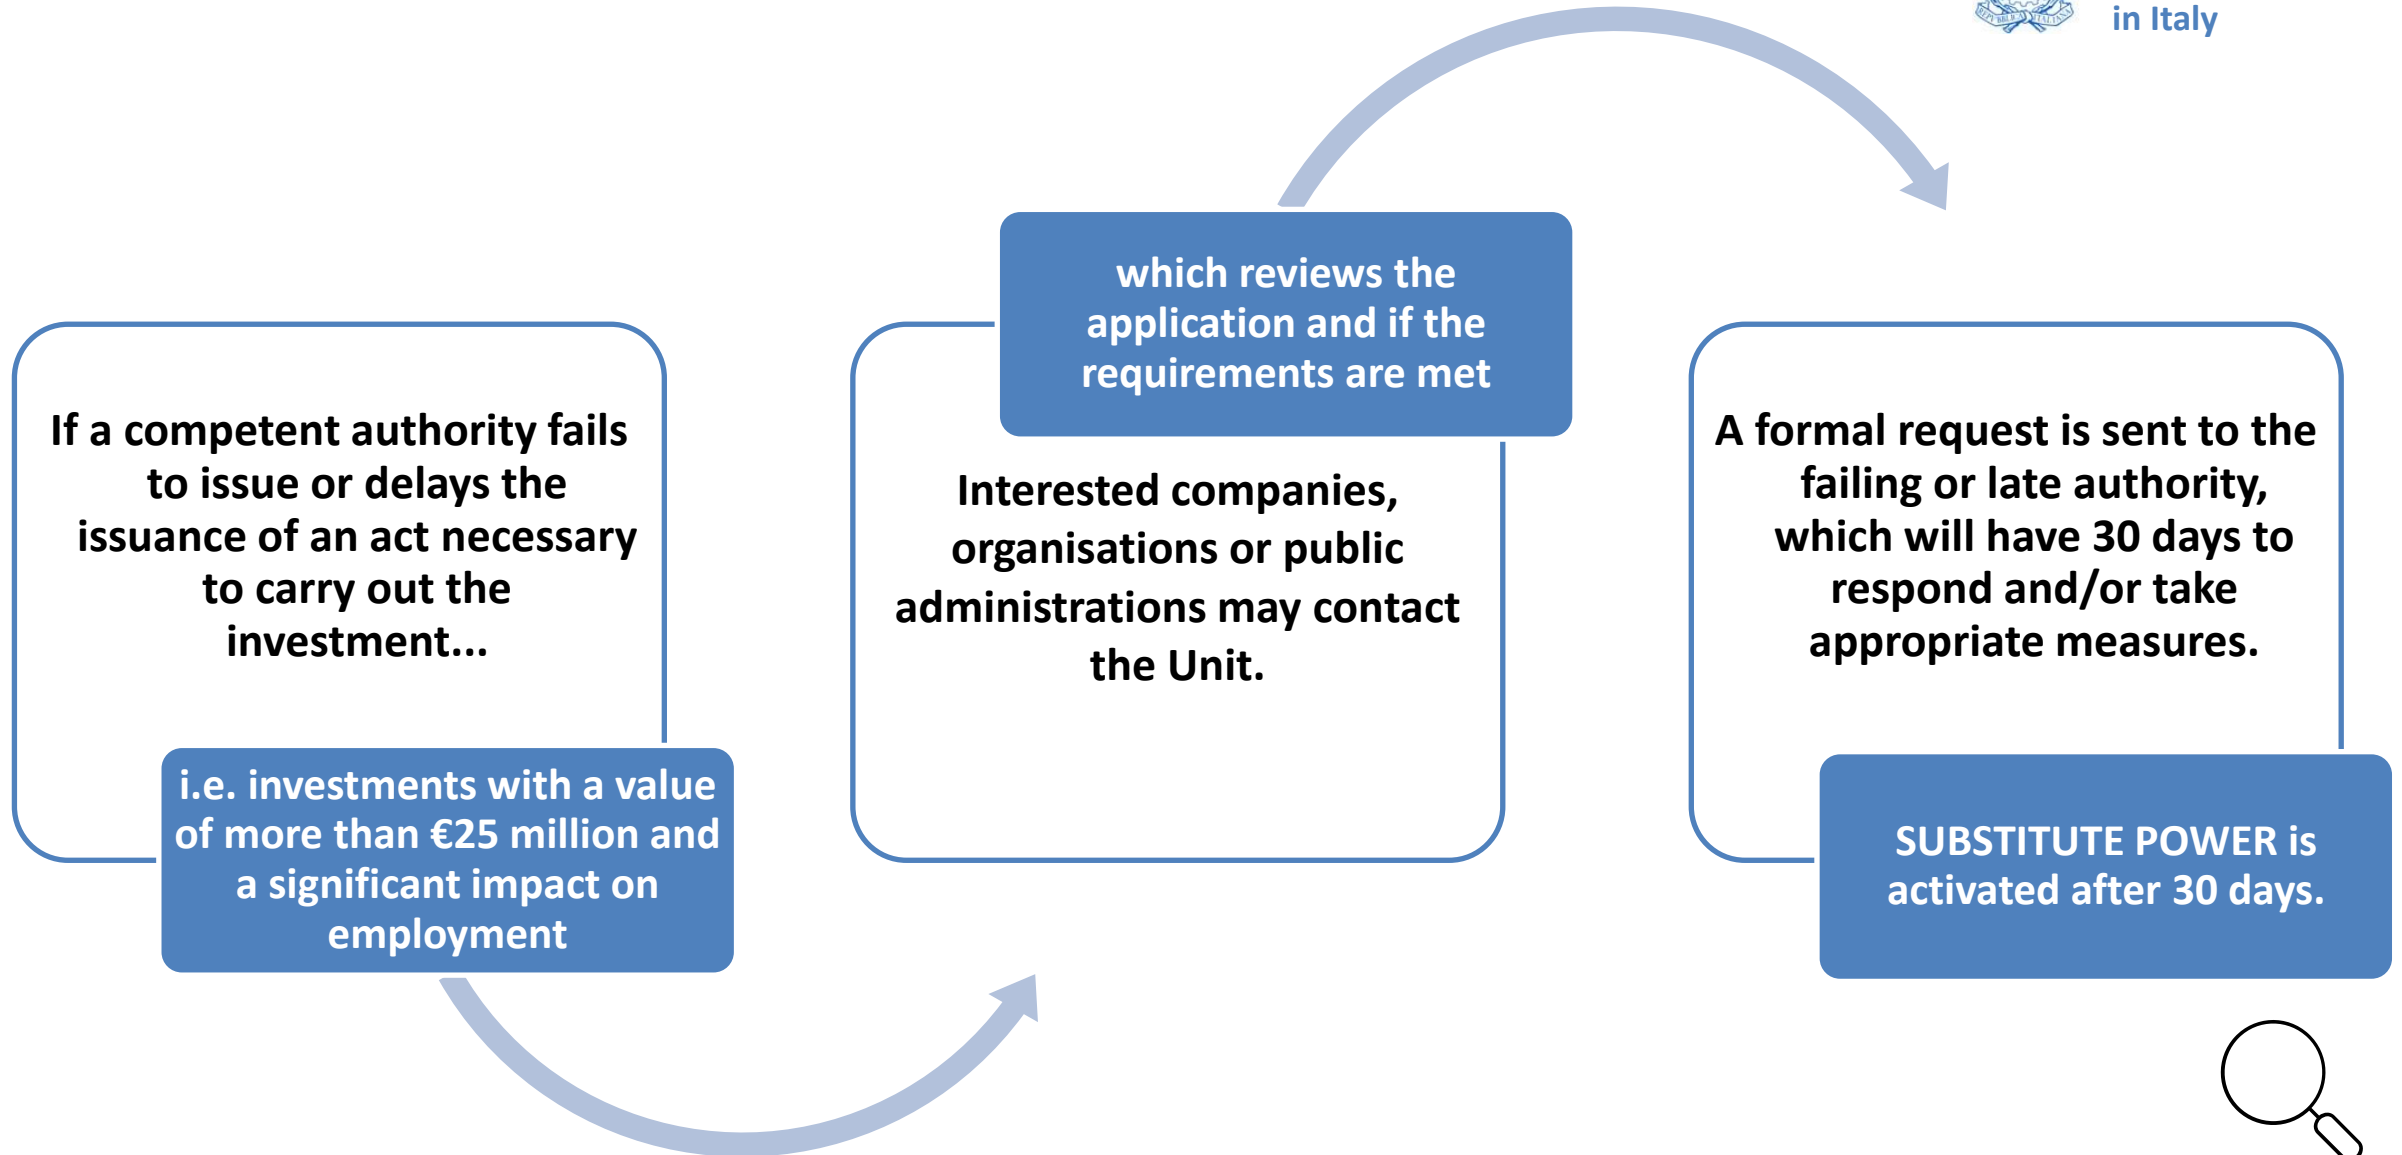 in Italy
If a competent authority fails
to issue or delays the
issuance of an act necessary
to carry out the
investment...
i.e. investments with a value
of more than €25 million and
a significant impact on
employment
which reviews the
application and if the
requirements are met
Interested companies,
organisations or public
administrations may contact
the Unit.
A formal request is sent to the
failing or late authority,
which will have 30 days to
respond and/or take
appropriate measures.
SUBSTITUTE POWER is
activated after 30 days.